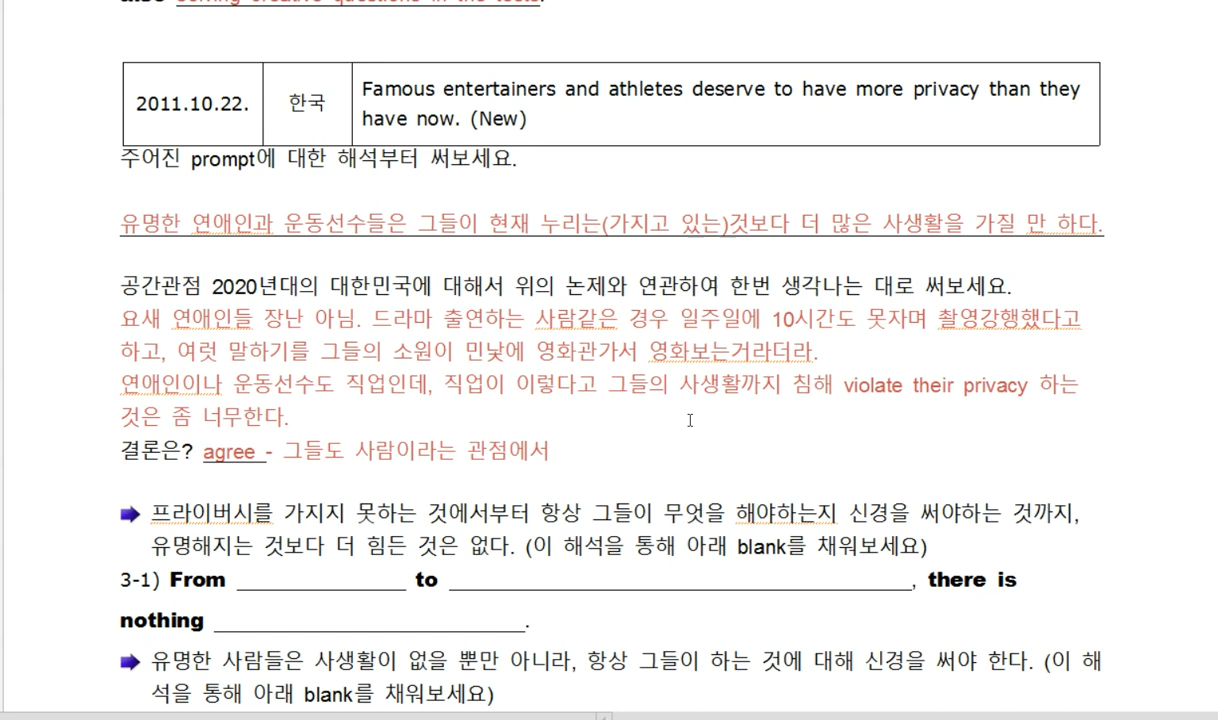 also solving creative questions in the tests.
2011.10.22.
한국
Famous entertainers and athletes deserve to have more privacy than they
have now. (New)
주어진 prompt에 대한 해석부터 써보세요.
유명한 연애인과 운동선수들은 그들이 현재 누리는(가지고 있는)것보다 더 많은 사생활을 가질 만 하다.
공간관점 2020년대의 대한민국에 대해서 위의 논제와 연관하여 한번 생각나는 대로 써보세요.
요새 연애인들 장난 아님. 드라마 출연하는 사람같은 경우 일주일에 10시간도 못자며 촬영강행했다고
하고, 여럿 말하기를 그들의 소원이 민낯에 영화관가서 영화보는거라더라.
연애인이나 운동선수도 직업인데, 직업이 이렇다고 그들의 사생활까지 침해 violate their privacy 하는
것은 좀 너무한다.
결론은? agree - 그들도 사람이라는 관점에서
프라이버시를 가지지 못하는 것에서부터 항상 그들이 무엇을 해야하는지 신경을 써야하는 것까지,
유명해지는 것보다 더 힘든 것은 없다. (이 해석을 통해 아래 blank를 채워보세요)
3-1) From ________ to ________, there is
nothing ________.
유명한 사람들은 사생활이 없을 뿐만 아니라, 항상 그들이 하는 것에 대해 신경을 써야 한다. (이 해
석을 통해 아래 blank를 채워보세요)